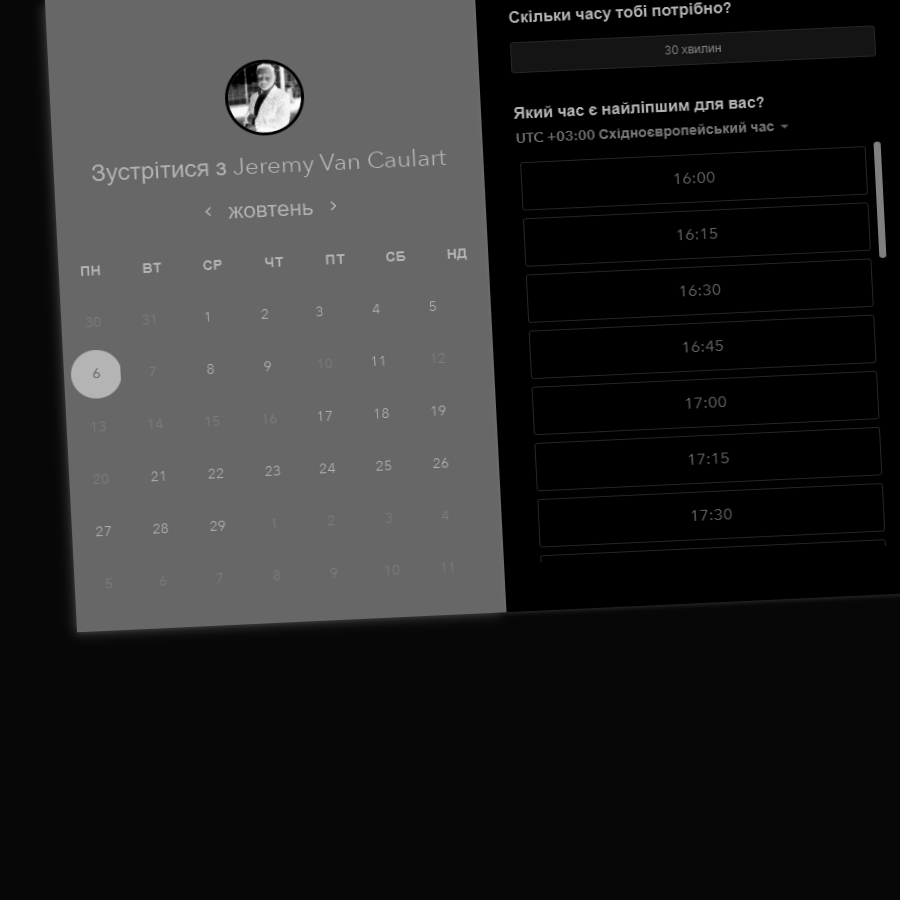 Зустрітися з Jeremy Van Caulart
жовтень
ПН ВТ СР ЧТ ПТ СБ НД
30 31 1 2 3 4 5
6 7 8 9 10 11 12
13 14 15 16 17 18 19
20 21 22 23 24 25 26
27 28 29 1 2 3 4
5 6 7 8 9 10 11
Скільки часу тобі потрібно?
30 хвилин
Який час є найліпшим для вас?
UTC +03:00 Східноєвропейський час
16:00
16:15
16:30
16:45
17:00
17:15
17:30